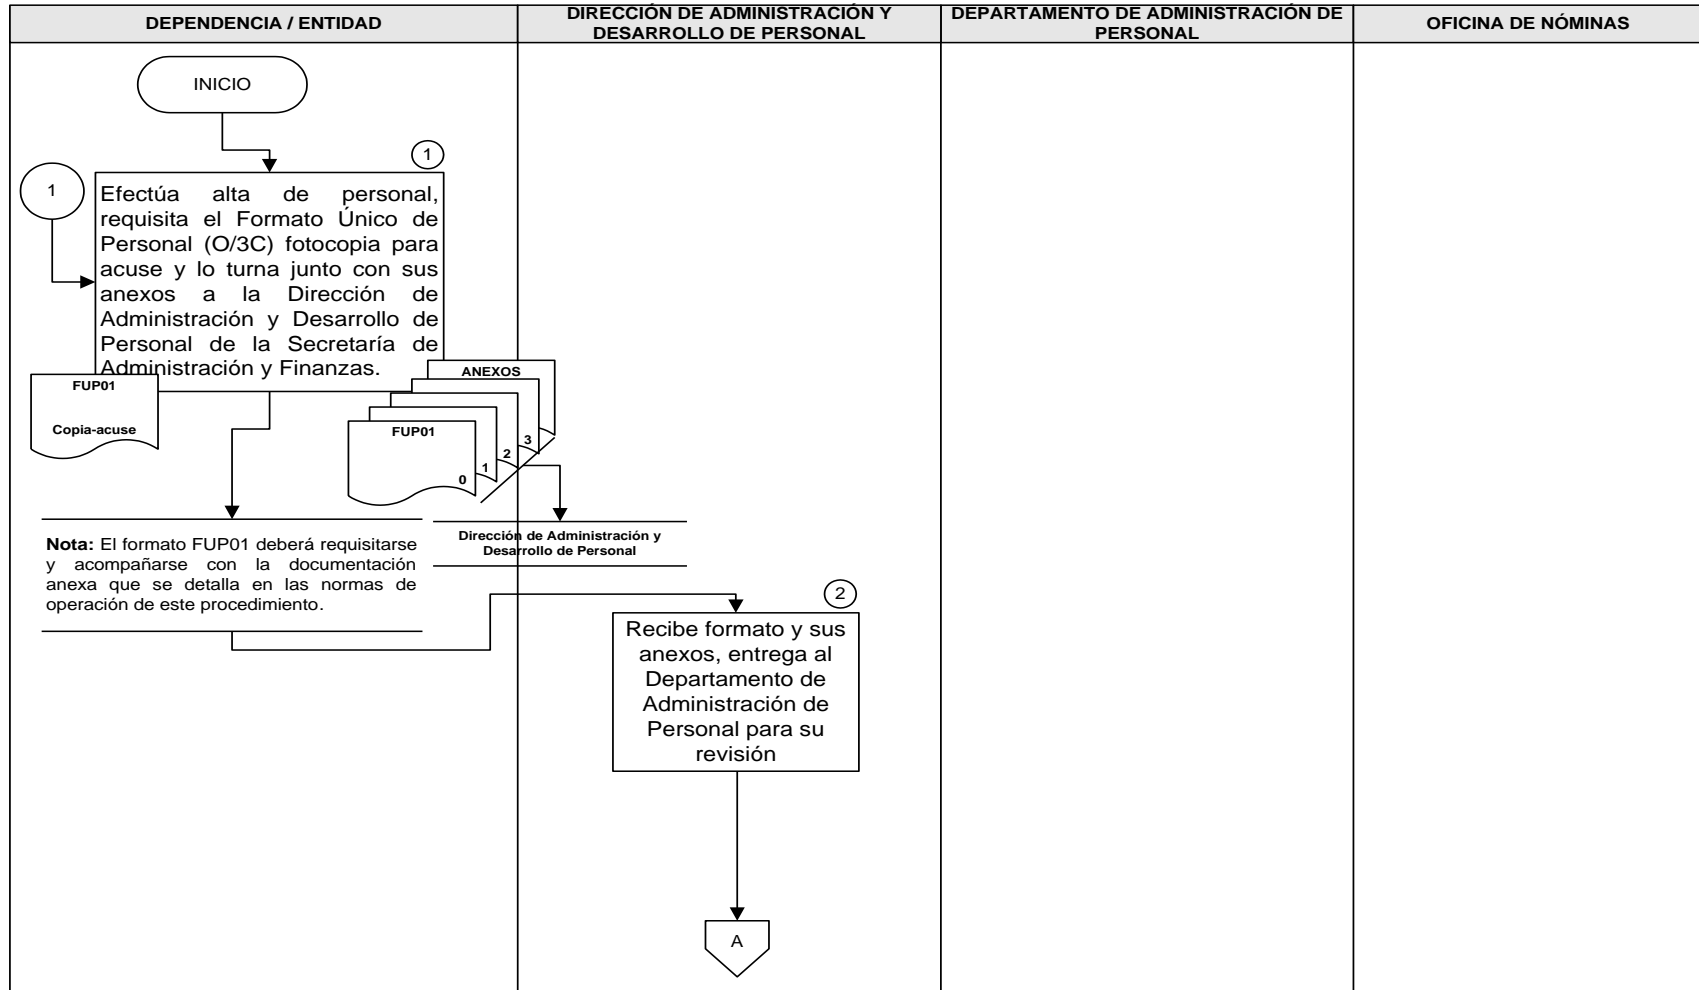 DEPENDENCIA / ENTIDAD
DIRECCIÓN DE ADMINISTRACIÓN Y
DESARROLLO DE PERSONAL
DEPARTAMENTO DE ADMINISTRACIÓN DE
PERSONAL
OFICINA DE NÓMINAS
INICIO
1
1
Efectúa alta de personal,
requisita el Formato Único de
Personal (O/3C) fotocopia para
acuse y lo turna junto con sus
anexos a la Dirección de
Administración y Desarrollo de
Personal de la Secretaría de
Administración y Finanzas.
FUP01
Copia-acuse
ANEXOS
FUP01
0
1
2
3
Nota: El formato FUP01 deberá requisitarse
y acompañarse con la documentación
anexa que se detalla en las normas de
operación de este procedimiento.
Dirección de Administración y
Desarrollo de Personal
2
Recibe formato y sus
anexos, entrega al
Departamento de
Administración de
Personal para su
revisión
A